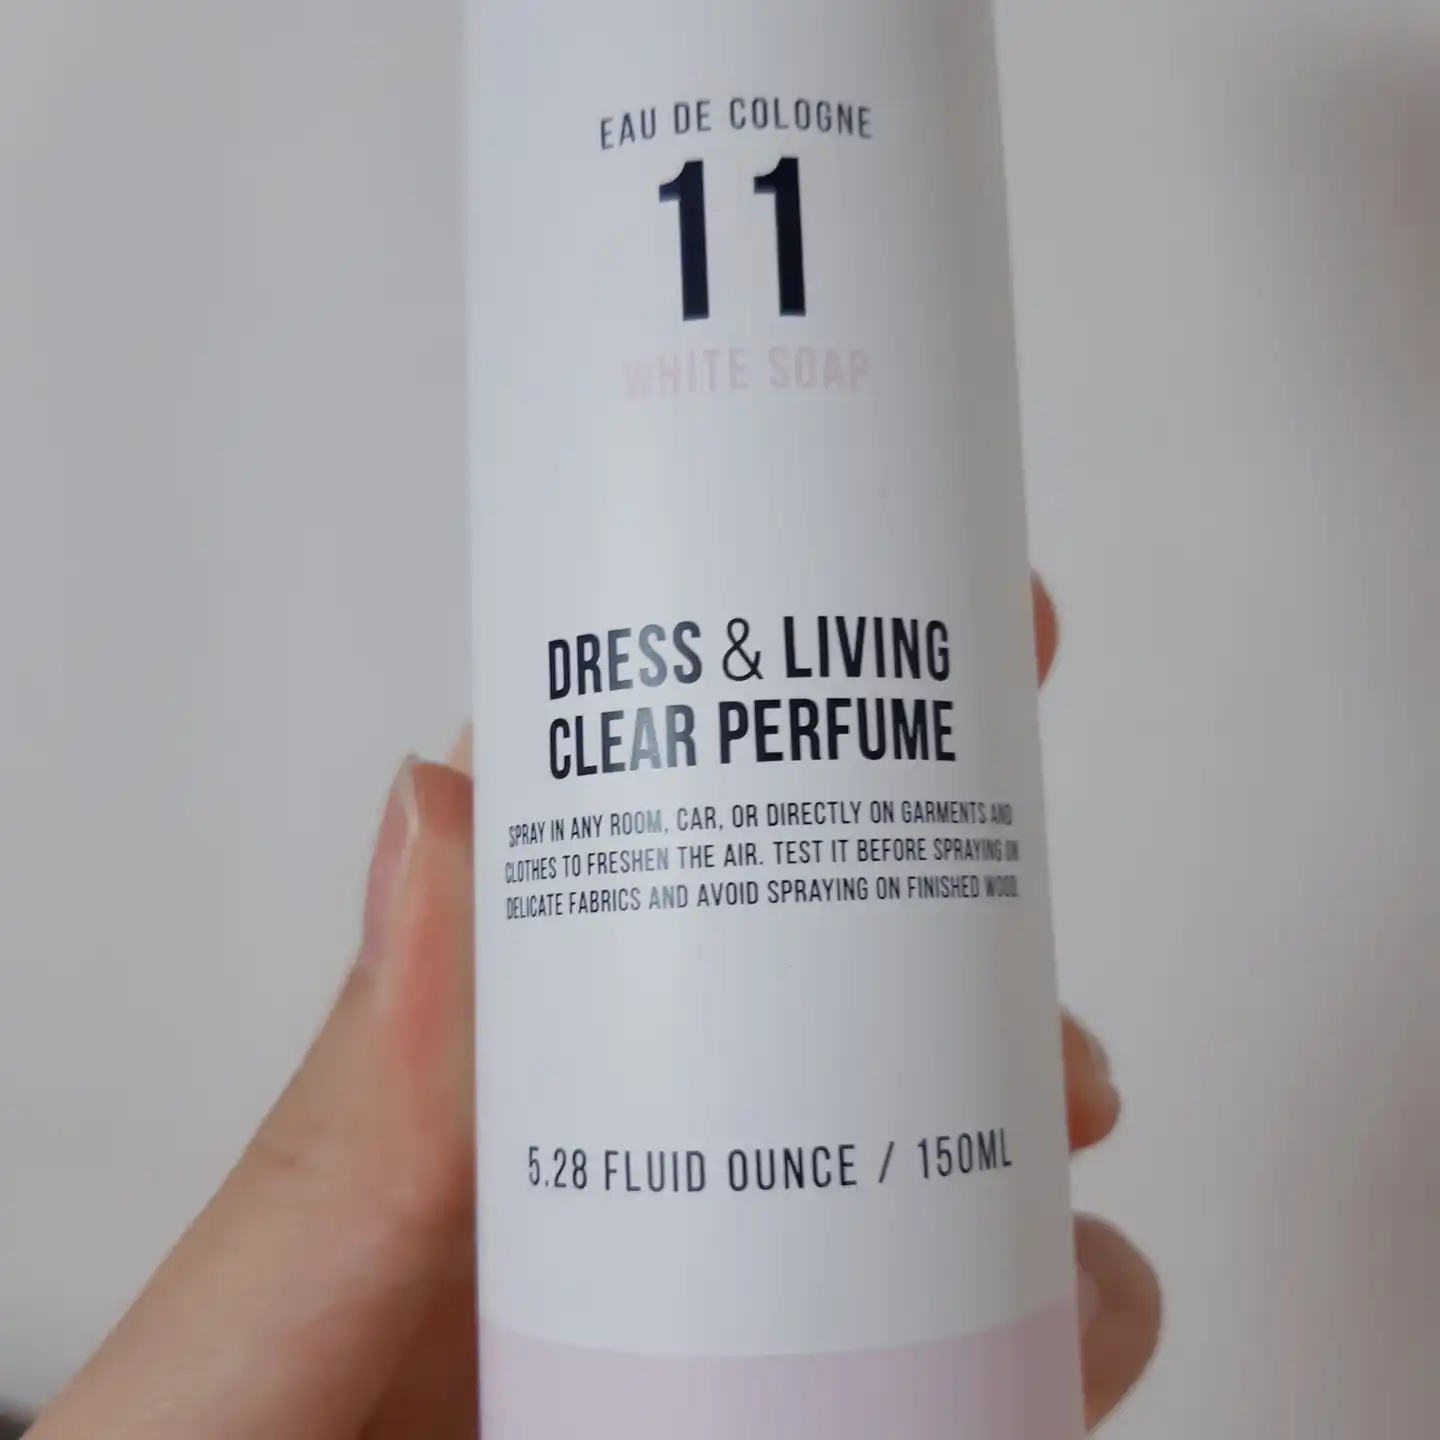 EAU DE COLOGNE
11
WHITE SOAP
DRESS & LIVING
CLEAR PERFUME
SPRAY IN ANY ROOM, CAR, OR DIRECTLY ON GARMENTS AND
CLOTHES TO FRESHEN THE AIR. TEST IT BEFORE SPRAYING ON
DELICATE FABRICS AND AVOID SPRAYING ON FINISHED WOOD.
5.28 FLUID OUNCE / 150ML